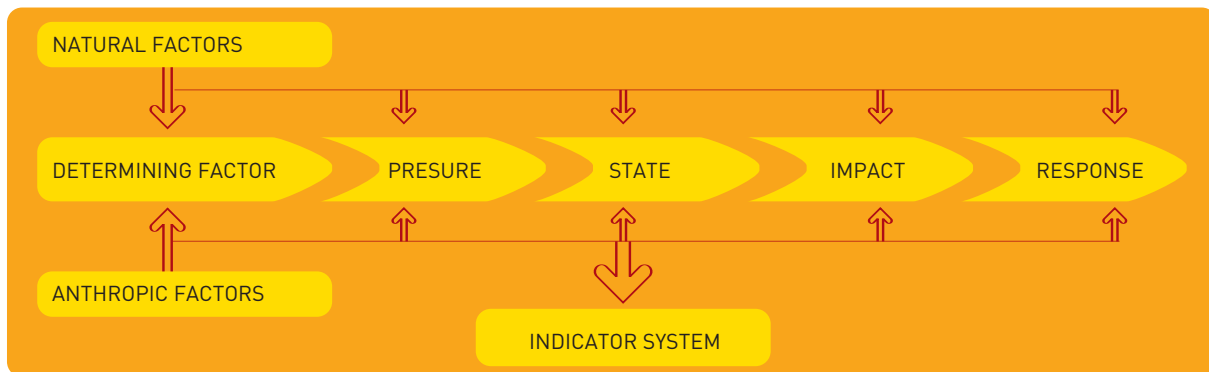 NATURAL FACTORS
DETERMINING FACTOR
PRESURE
STATE
IMPACT
RESPONSE
ANTHROPIC FACTORS
INDICATOR SYSTEM